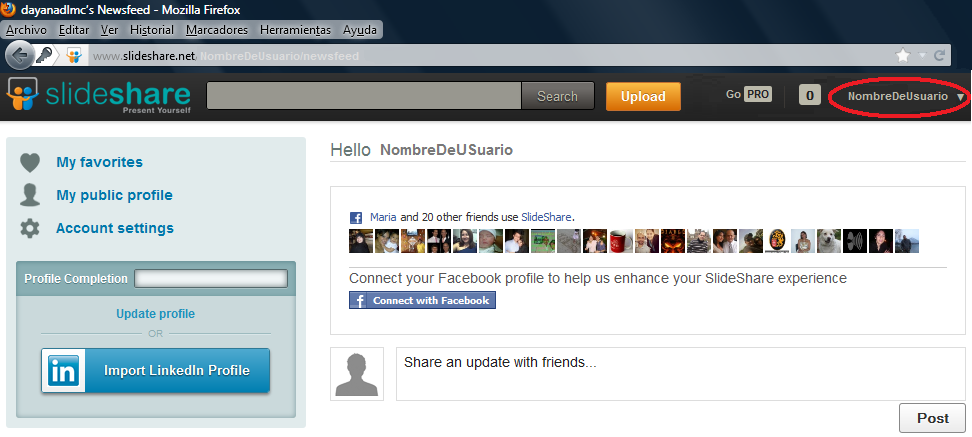 dayanadlmc's Newsfeed - Mozilla Firefox
Archivo Editar Ver Historial Marcadores Herramientas Ayuda
www.slideshare.net/NombreDeUsuario/newsfeed
slideshare
Present Yourself
Search
Upload
Go PRO
0
NombreDeUsuario
My favorites
My public profile
Account settings
Profile Completion
Update profile
OR
in Import LinkedIn Profile
Hello NombreDeUSuario
f Maria and 20 other friends use SlideShare.
Connect your Facebook profile to help us enhance your SlideShare experience
f Connect with Facebook
Share an update with friends...
Post